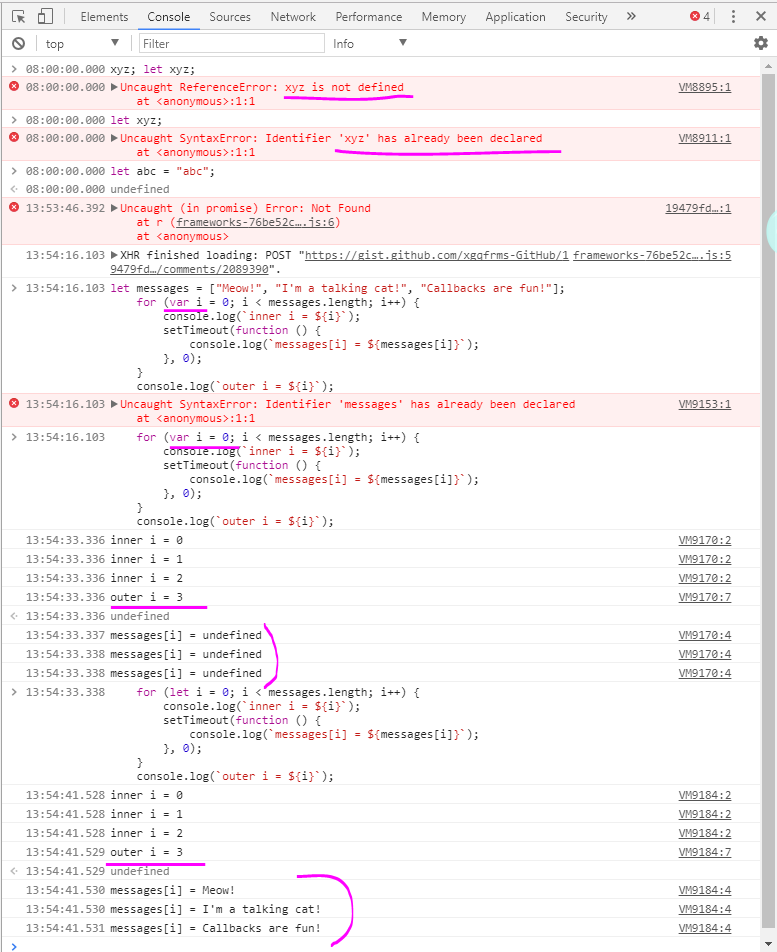 Elements Console Sources Network Performance Memory Application Security » 4
top Filter Info
> 08:00:00.000 xyz; let xyz;
08:00:00.000 ▶Uncaught ReferenceError: xyz is not defined VM8895:1
at <anonymous>:1:1
> 08:00:00.000 let xyz;
08:00:00.000 ▶Uncaught SyntaxError: Identifier 'xyz' has already been declared VM8911:1
at <anonymous>:1:1
> 08:00:00.000 let abc = "abc";
08:00:00.000 undefined
13:53:46.392 ▶Uncaught (in promise) Error: Not Found 19479fd…:1
at r (frameworks-76be52c….js:6)
at <anonymous>
13:54:16.103 ▶XHR finished loading: POST "https://gist.github.com/xgqfrms-GitHub/1 frameworks-76be52c….js:5
9479fd…/comments/2089390".
> 13:54:16.103 let messages = ["Meow!", "I'm a talking cat!", "Callbacks are fun!"];
for (var i = 0; i < messages.length; i++) {
console.log(`inner i = ${i}`);
setTimeout(function () {
console.log(`messages[i] = ${messages[i]}`);
}, 0);
}
console.log(`outer i = ${i}`);
13:54:16.103 ▶Uncaught SyntaxError: Identifier 'messages' has already been declared VM9153:1
at <anonymous>:1:1
> 13:54:16.103 for (var i = 0; i < messages.length; i++) {
console.log(`inner i = ${i}`);
setTimeout(function () {
console.log(`messages[i] = ${messages[i]}`);
}, 0);
}
console.log(`outer i = ${i}`);
13:54:33.336 inner i = 0 VM9170:2
13:54:33.336 inner i = 1 VM9170:2
13:54:33.336 inner i = 2 VM9170:2
13:54:33.336 outer i = 3 VM9170:7
13:54:33.336 undefined
13:54:33.337 messages[i] = undefined VM9170:4
13:54:33.338 messages[i] = undefined VM9170:4
13:54:33.338 messages[i] = undefined VM9170:4
> 13:54:33.338 for (let i = 0; i < messages.length; i++) {
console.log(`inner i = ${i}`);
setTimeout(function () {
console.log(`messages[i] = ${messages[i]}`);
}, 0);
}
console.log(`outer i = ${i}`);
13:54:41.528 inner i = 0 VM9184:2
13:54:41.528 inner i = 1 VM9184:2
13:54:41.528 inner i = 2 VM9184:2
13:54:41.529 outer i = 3 VM9184:7
13:54:41.529 undefined
13:54:41.530 messages[i] = Meow! VM9184:4
13:54:41.530 messages[i] = I'm a talking cat! VM9184:4
13:54:41.531 messages[i] = Callbacks are fun! VM9184:4
>